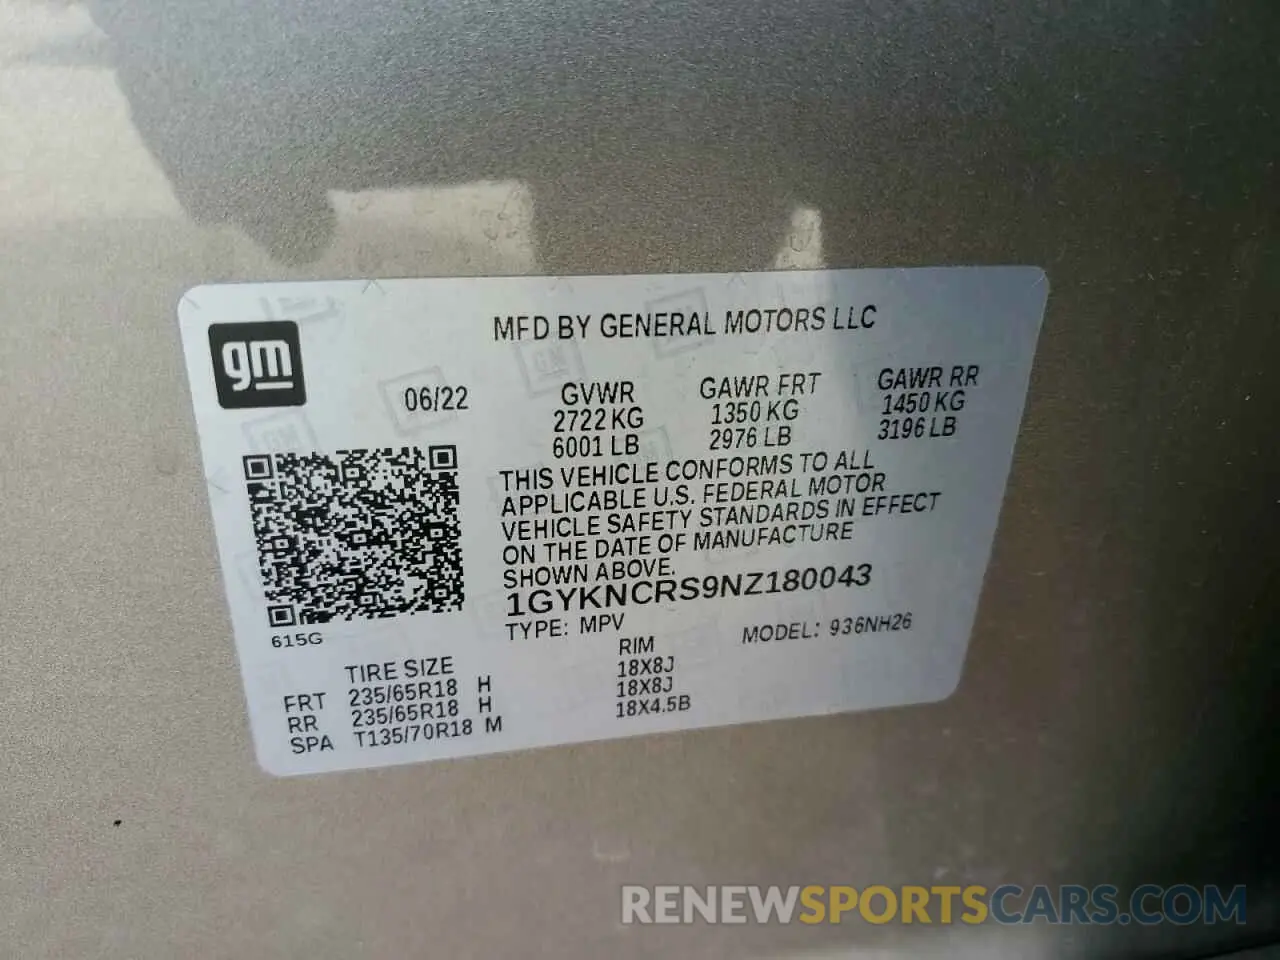 gm
MFD BY GENERAL MOTORS LLC
06/22
GVWR GAWR FRT GAWR RR
2722 KG 1350 KG 1450 KG
6001 LB 2976 LB 3196 LB
THIS VEHICLE CONFORMS TO ALL
APPLICABLE U.S. FEDERAL MOTOR
VEHICLE SAFETY STANDARDS IN EFFECT
ON THE DATE OF MANUFACTURE
SHOWN ABOVE.
1GYKNCRS9NZ180043
TYPE: MPV MODEL: 936NH26
615G
TIRE SIZE RIM
FRT 235/65R18 H 18X8J
RR 235/65R18 H 18X8J
SPA T135/70R18 M 18X4.5B
RENEWSPORTSCARS.COM